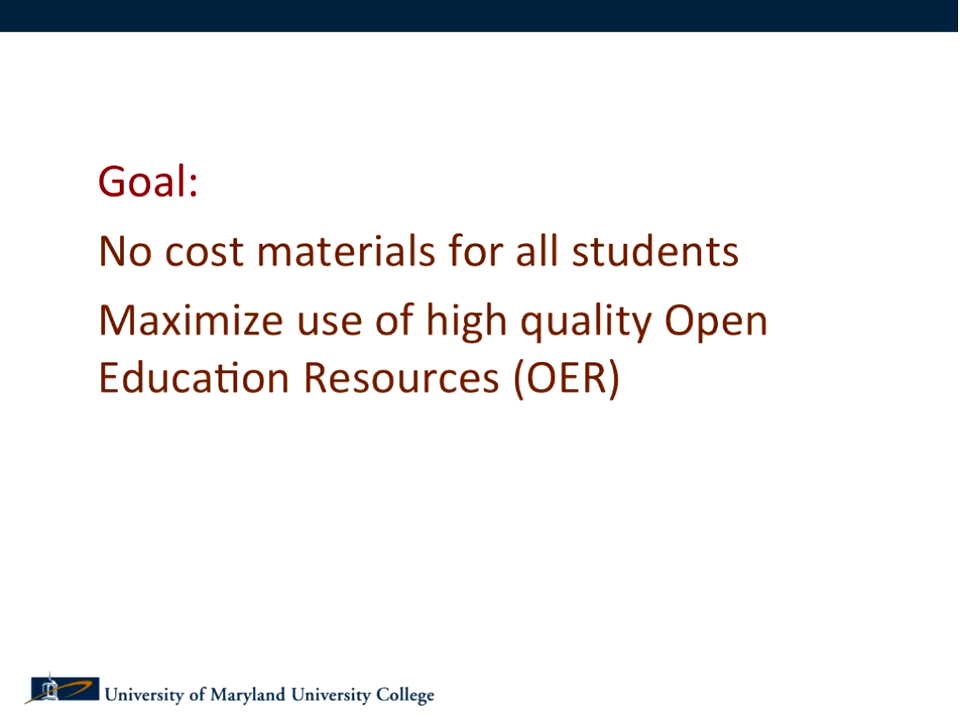 Goal:
No cost materials for all students
Maximize use of high quality Open
Education Resources (OER)
University of Maryland University College